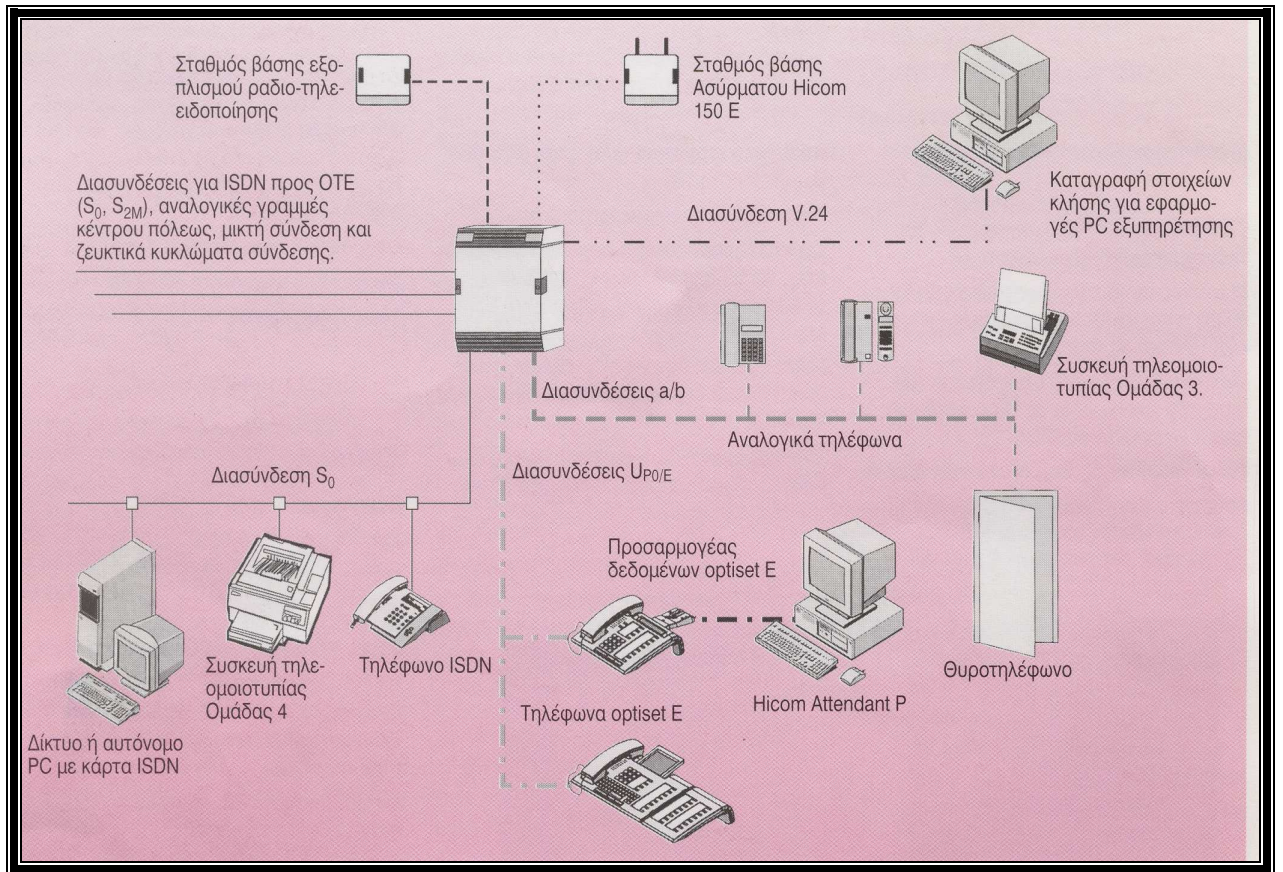 Σταθμός βάσης εξο-
πλισμού ραδιο-τηλε-
ειδοποίησης
Σταθμός βάσης
Ασύρματου Hicom
150 E
Καταγραφή στοιχείων
κλήσης για εφαρμο-
γές PC εξυπηρέτησης
Διασυνδέσεις για ISDN προς ΟΤΕ
(S₀, S₂M), αναλογικές γραμμές
κέντρου πόλεως, μικτή σύνδεση και
ζευκτικά κυκλώματα σύνδεσης.
Διασύνδεση V.24
Διασυνδέσεις a/b
Αναλογικά τηλέφωνα
Συσκευή τηλεομοιο-
τυπίας Ομάδας 3.
Διασύνδεση S₀
Διασυνδέσεις UP0/E
Προσαρμογέας
δεδομένων optiset E
Συσκευή τηλε-
ομοιοτυπίας
Ομάδας 4
Τηλέφωνο ISDN
Θυροτηλέφωνο
Hicom Attendant P
Τηλέφωνα optiset E
Δίκτυο ή αυτόνομο
PC με κάρτα ISDN